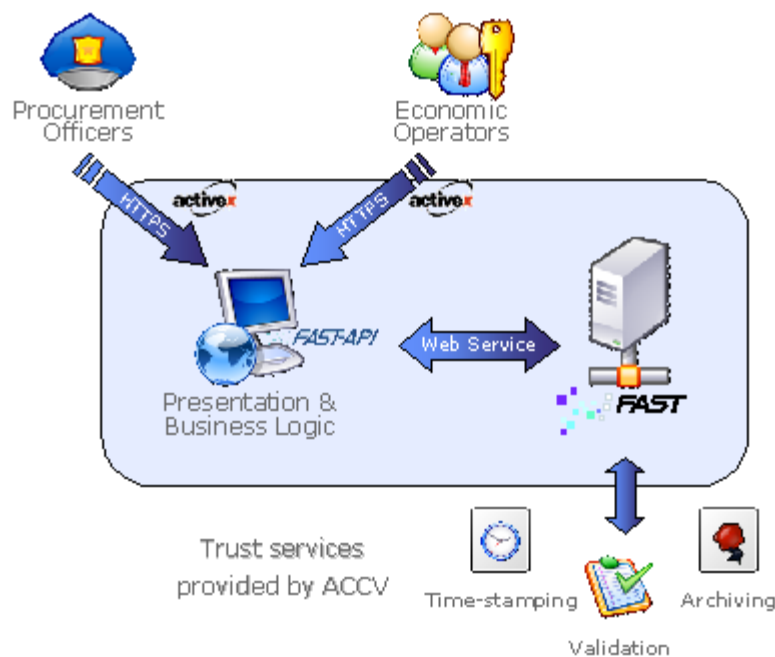 Procurement
Officers
Economic
Operators
activex
activex
HTTPS
HTTPS
FAST-API
Web Service
Presentation &
Business Logic
FAST
Trust services
provided by ACCV
Time-stamping
Archiving
Validation